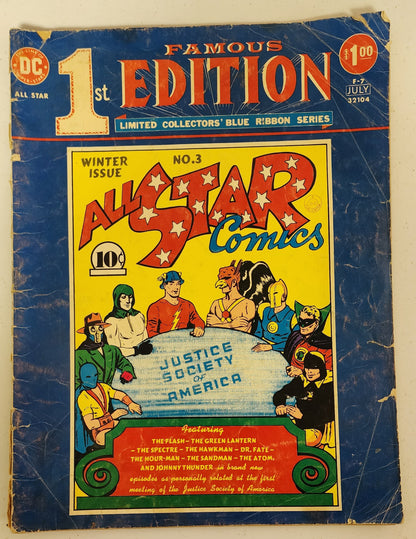 DC
ALL STAR
FAMOUS
1st EDITION
LIMITED COLLECTORS' BLUE RIBBON SERIES
$1.00
F-7
JULY
32104
WINTER ISSUE
NO.3
ALL STAR
Comics
10¢
JUSTICE
SOCIETY
OF
AMERICA
Featuring
THE FLASH – THE GREEN LANTERN
– THE SPECTRE – THE HAWKMAN – DR. FATE –
THE HOUR-MAN – THE SANDMAN – THE ATOM,
AND JOHNNY THUNDER in brand new
episodes as personally related at the first
meeting of the Justice Society of America